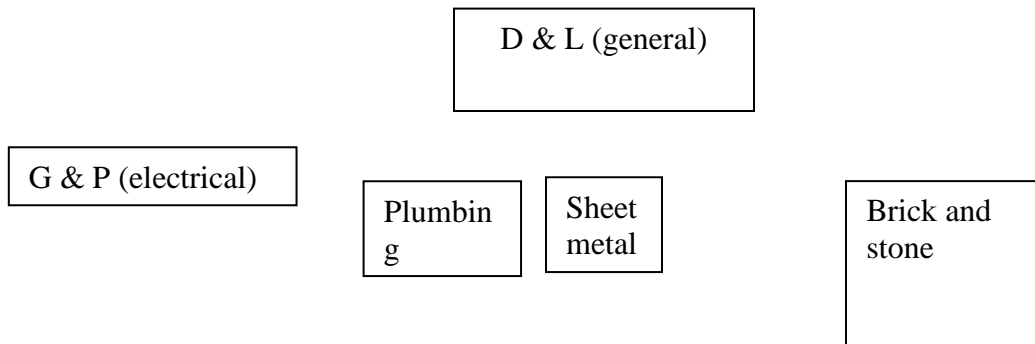 D & L (general)
G & P (electrical)
Plumbin
g
Sheet
metal
Brick and
stone